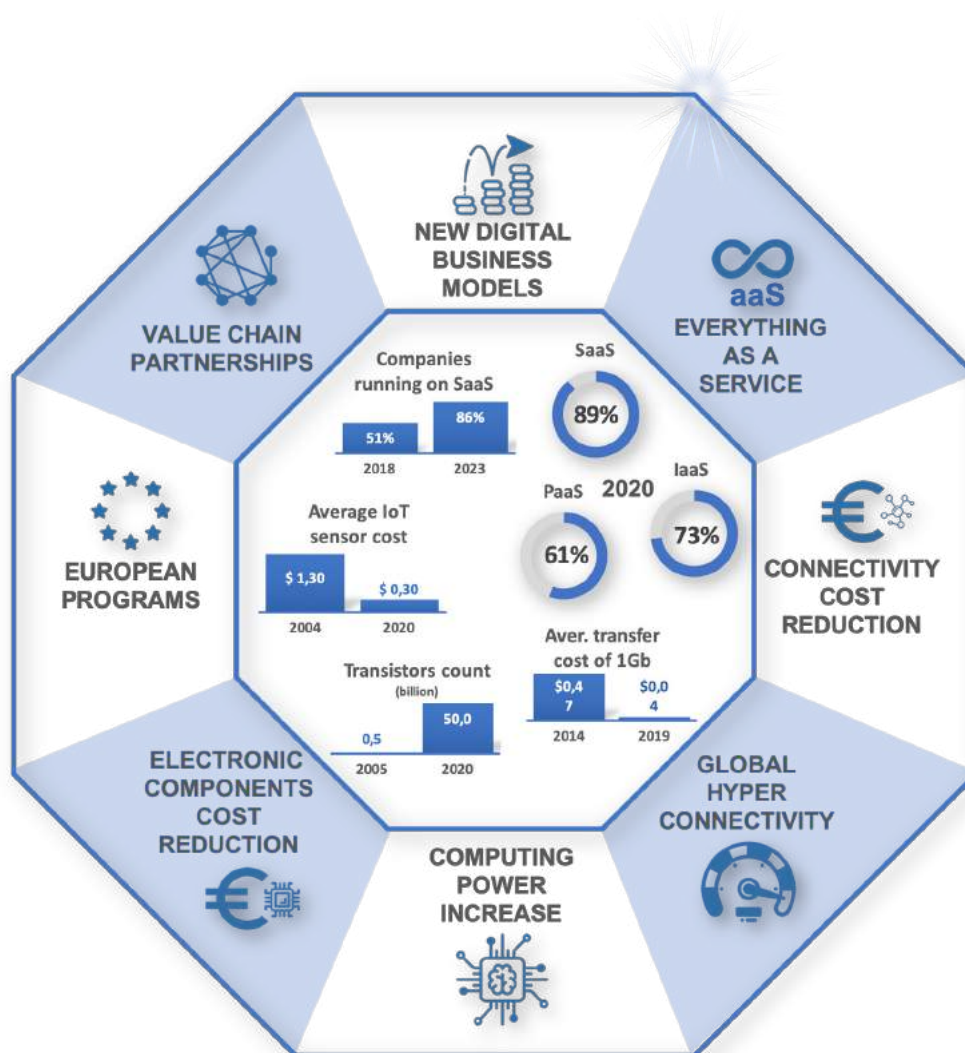 NEW DIGITAL
BUSINESS
MODELS
aaS
EVERYTHING
AS A
SERVICE
CONNECTIVITY
COST
REDUCTION
GLOBAL
HYPER
CONNECTIVITY
COMPUTING
POWER
INCREASE
ELECTRONIC
COMPONENTS
COST
REDUCTION
EUROPEAN
PROGRAMS
VALUE CHAIN
PARTNERSHIPS
Companies
running on SaaS
51%
86%
2018
2023
SaaS
89%
PaaS
61%
2020
IaaS
73%
Average IoT
sensor cost
$ 1,30
$ 0,30
2004
2020
Transistors count
(billion)
0,5
50,0
2005
2020
Aver. transfer
cost of 1Gb
$0,4
7
$0,0
4
2014
2019